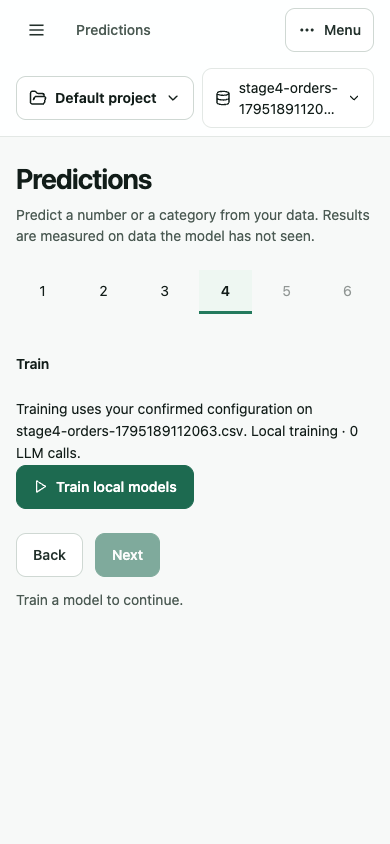 Predictions
Menu
Default project
stage4-orders-
17951891120...
Predictions
Predict a number or a category from your data. Results
are measured on data the model has not seen.
1 2 3 4 5 6
Train
Training uses your confirmed configuration on
stage4-orders-1795189112063.csv. Local training · 0
LLM calls.
Train local models
Back Next
Train a model to continue.